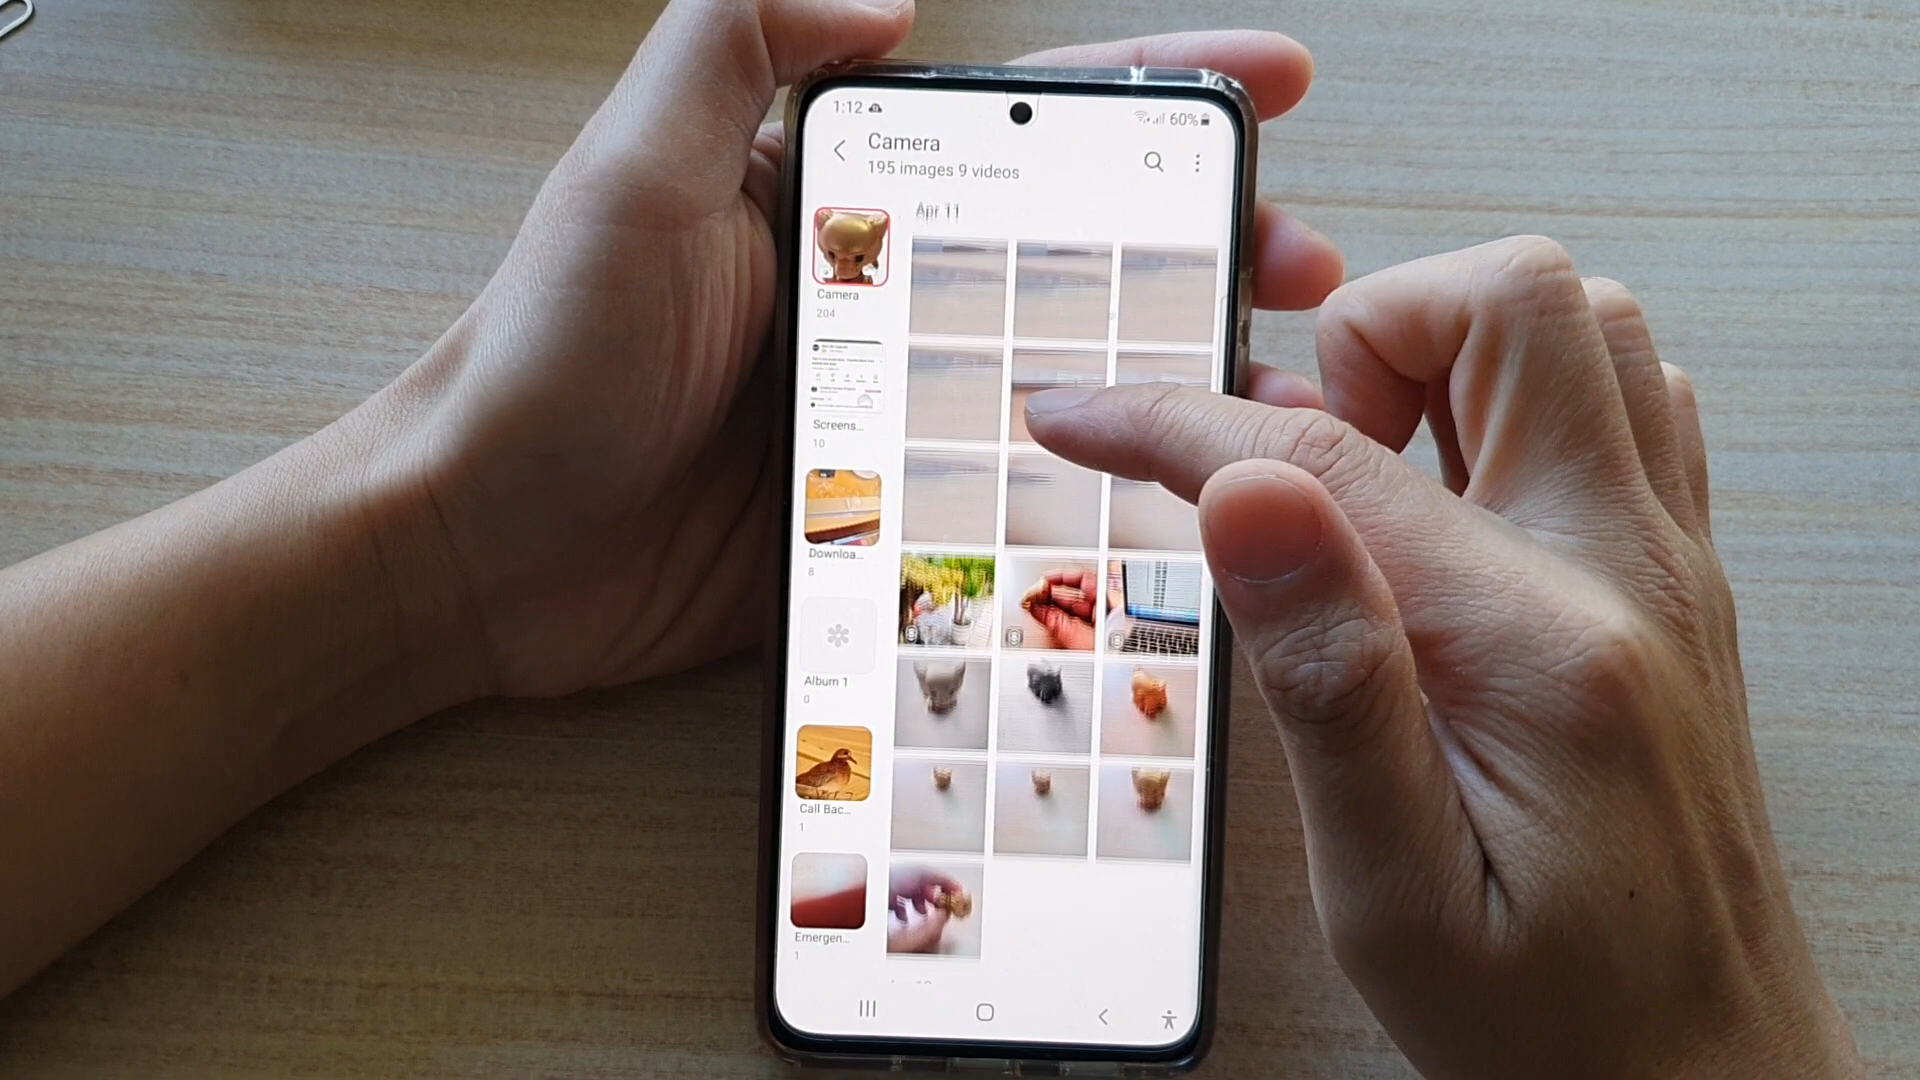 1:12
60%
Camera
195 images 9 videos
Apr 11
Camera
204
Screens...
10
Downloa...
8
Album 1
0
Call Bac...
1
Emergen...
1